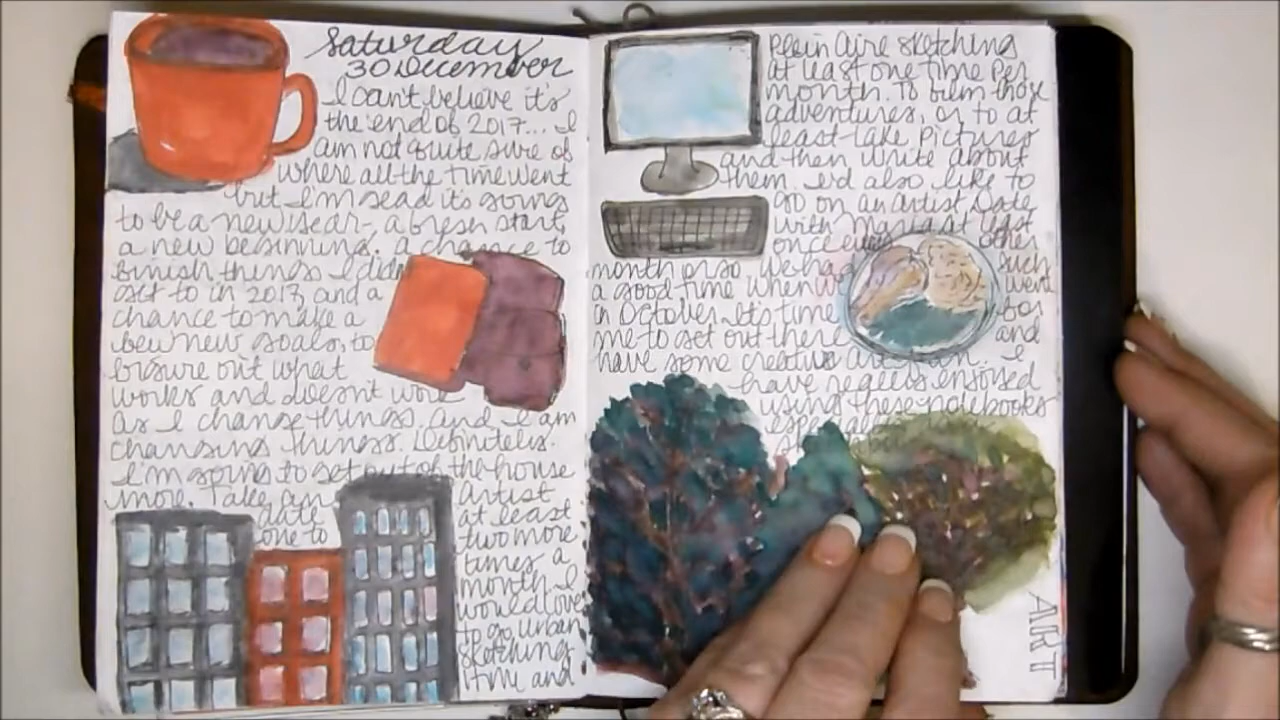 Saturday
30 December
I can't believe it's
the end of 2017... I
am not quite sure of
where all the time went
but I'm glad it's going
to be a new year - a fresh start,
a new beginning. A chance to
finish things I didn't
get to in 2017, and a
chance to make a
few new goals, to
figure out what
works and doesn't work
as I change things. And I am
changing things. Definitely.
I'm going to get out of the house
more. Take an Artist
date at least
one to two more
times a
month. I
would love
to go urban
sketching
1 time and
Plein Aire sketching
at least one time per
month. To film those
adventures, or to at
least take pictures
and then write about
them. I'd also like to
go on an Artist Date
with at least
once every other
month or so. We had such
a good time when we went
in October. It's time for
me to get out there and
have some creative I
have really enjoyed
using these notebooks
ART